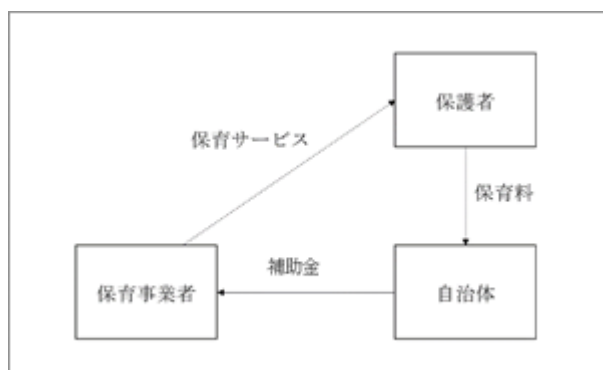 保護者
保育サービス
保育料
補助金
保育事業者
自治体